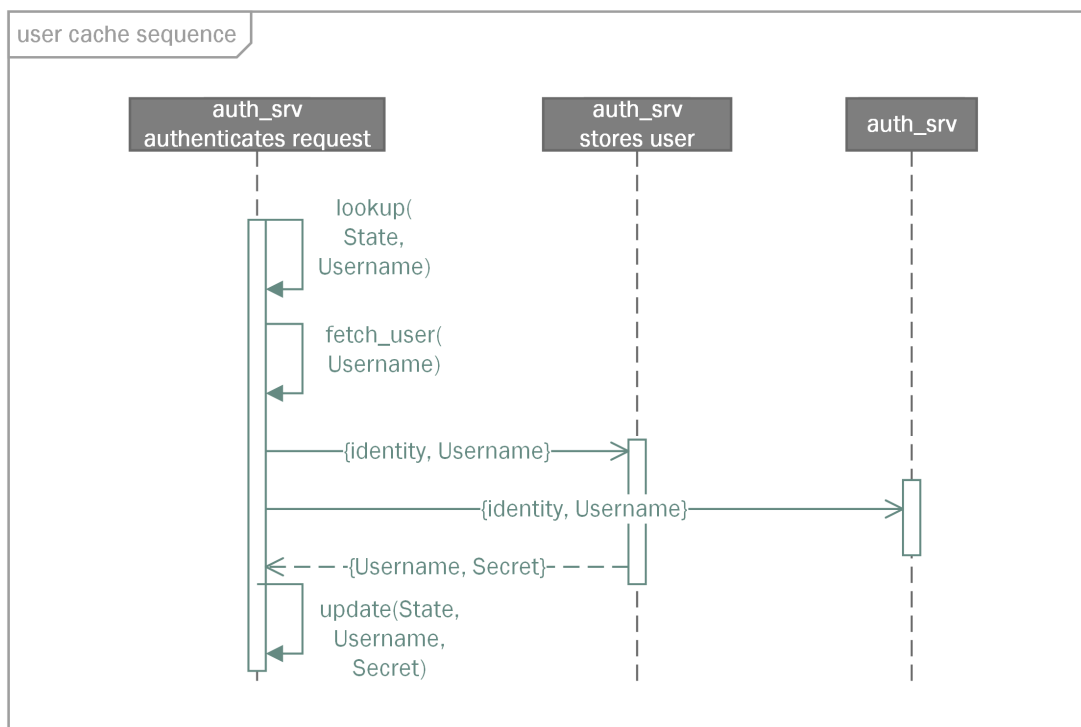 user cache sequence
auth_srv
authenticates request
auth_srv
stores user
auth_srv
lookup(
State,
Username)
fetch_user(
Username)
{identity, Username}
{identity, Username}
{Username, Secret}
update(State,
Username,
Secret)